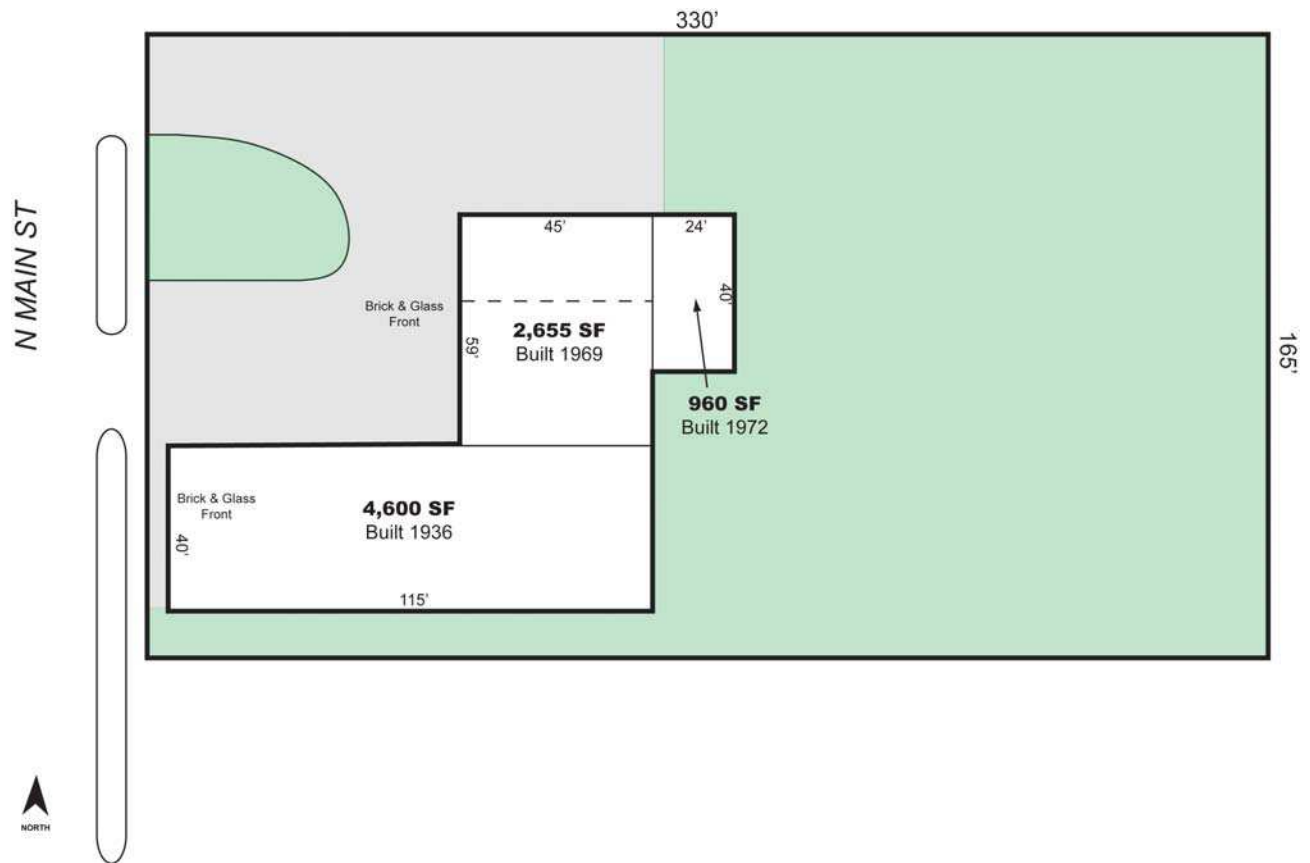 330’
N MAIN ST
45’
24’
40’
Brick & Glass
Front
59’
2,655 SF
Built 1969
165’
960 SF
Built 1972
Brick & Glass
Front
40’
4,600 SF
Built 1936
115’
NORTH